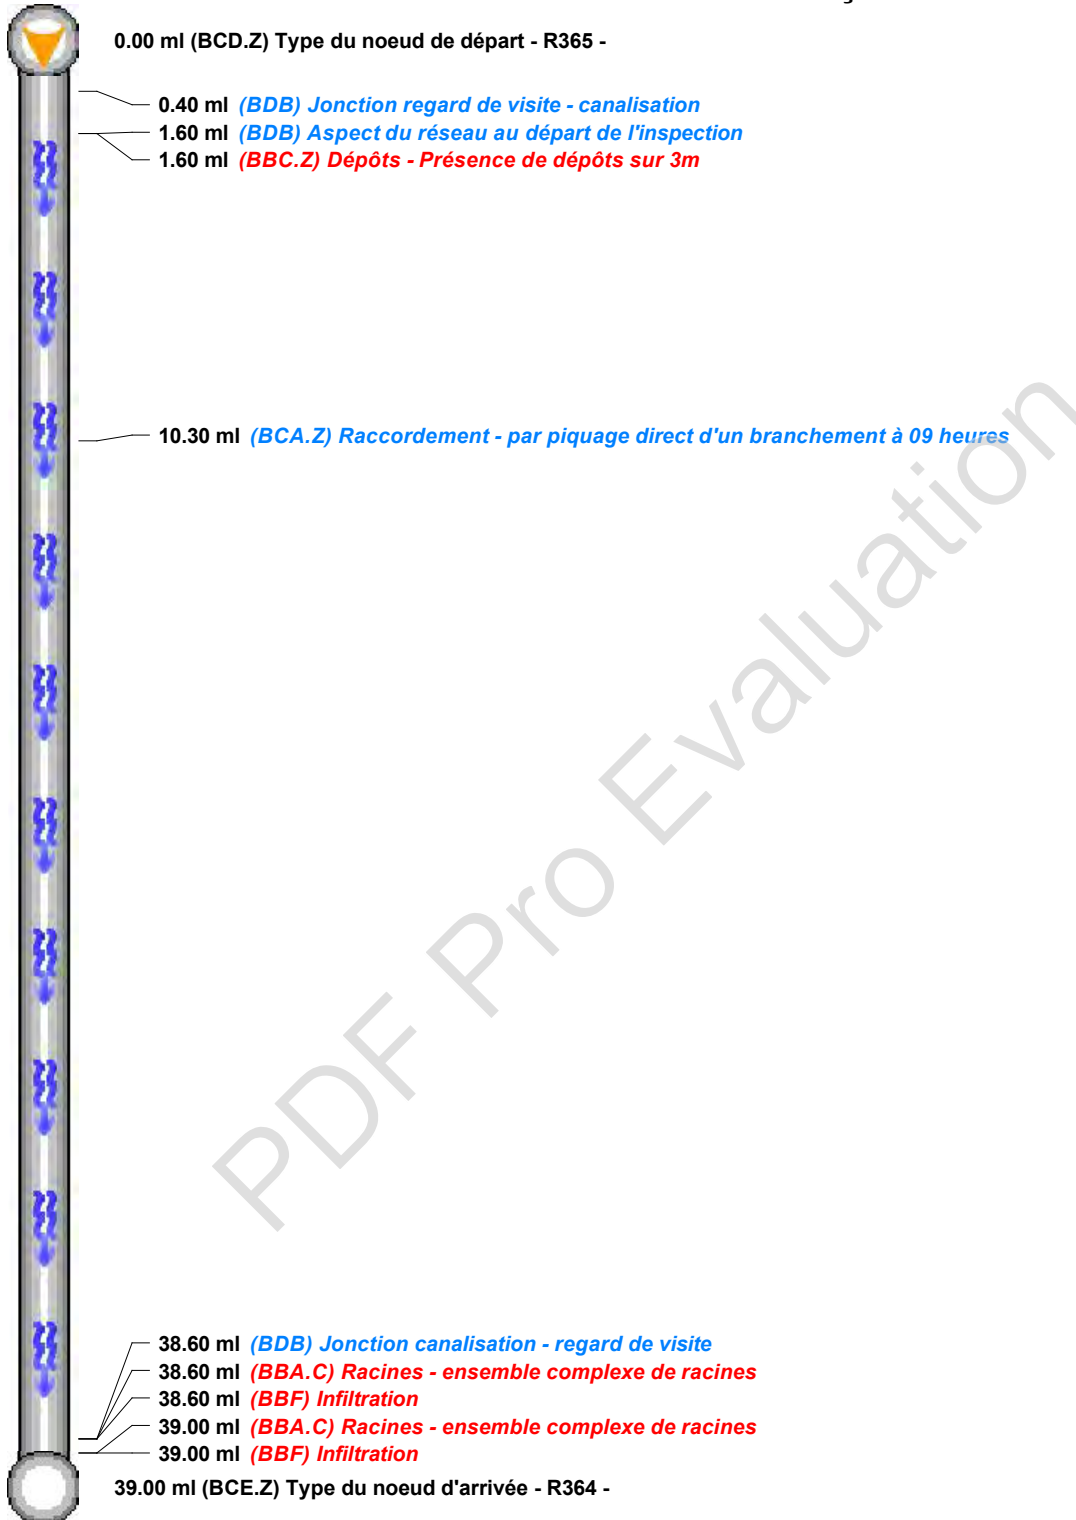 0.00 ml (BCD.Z) Type du noeud de départ - R365 -
0.40 ml (BDB) Jonction regard de visite - canalisation
1.60 ml (BDB) Aspect du réseau au départ de l'inspection
1.60 ml (BBC.Z) Dépôts - Présence de dépôts sur 3m
10.30 ml (BCA.Z) Raccordement - par piquage direct d'un branchement à 09 heures
PDF Pro Evaluation
38.60 ml (BDB) Jonction canalisation - regard de visite
38.60 ml (BBA.C) Racines - ensemble complexe de racines
38.60 ml (BBF) Infiltration
39.00 ml (BBA.C) Racines - ensemble complexe de racines
39.00 ml (BBF) Infiltration
39.00 ml (BCE.Z) Type du noeud d'arrivée - R364 -